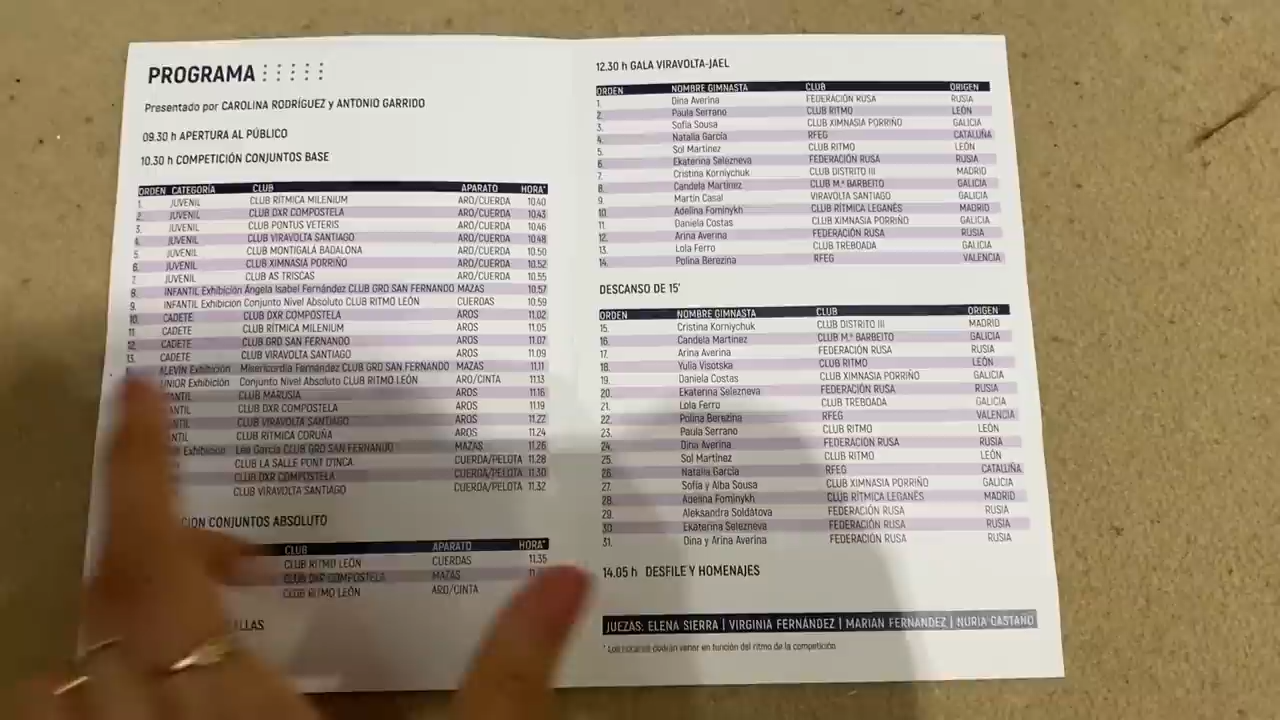 PROGRAMA
Presentado por CAROLINA RODRÍGUEZ y ANTONIO GARRIDO
09.30 h APERTURA AL PÚBLICO
10.30 h COMPETICIÓN CONJUNTOS BASE
ORDEN CATEGORÍA CLUB APARATO HORA*
1. JUVENIL CLUB RÍTMICA MILENIUM ARO/CUERDA 10.40
2. JUVENIL CLUB DXR COMPOSTELA ARO/CUERDA 10.43
3. JUVENIL CLUB PONTUS VETERIS ARO/CUERDA 10.46
4. JUVENIL CLUB VIRAVOLTA SANTIAGO ARO/CUERDA 10.48
5. JUVENIL CLUB MONTIGALÁ BADALONA ARO/CUERDA 10.50
6. JUVENIL CLUB XIMNASIA PORRIÑO ARO/CUERDA 10.52
7. JUVENIL CLUB AS TRISCAS ARO/CUERDA 10.55
8. INFANTIL Exhibición Ángela Isabel Fernández CLUB GRD SAN FERNANDO MAZAS 10.57
9. INFANTIL Exhibición Conjunto Nivel Absoluto CLUB RITMO LEÓN CUERDAS 10.59
10. CADETE CLUB DXR COMPOSTELA AROS 11.02
11. CADETE CLUB RÍTMICA MILENIUM AROS 11.05
12. CADETE CLUB GRD SAN FERNANDO AROS 11.07
13. CADETE CLUB VIRAVOLTA SANTIAGO AROS 11.09
ALEVÍN Exhibición Misericordia Fernández CLUB GRD SAN FERNANDO MAZAS 11.11
UNIOR Exhibición Conjunto Nivel Absoluto CLUB RITMO LEÓN ARO/CINTA 11.13
ANTIL CLUB MARUSIA AROS 11.16
ANTIL CLUB DXR COMPOSTELA AROS 11.19
ANTIL CLUB VIRAVOLTA SANTIAGO AROS 11.22
NTIL CLUB RÍTMICA CORUÑA AROS 11.24
Exhibición García CLUB GRD SAN FERNANDO MAZAS 11.26
CLUB LA SALLE PONT D'INCA CUERDA/PELOTA 11.28
CLUB DXR COMPOSTELA CUERDA/PELOTA 11.30
CLUB VIRAVOLTA SANTIAGO CUERDA/PELOTA 11.32
CIÓN CONJUNTOS ABSOLUTO
CLUB APARATO HORA*
CLUB RITMO LEÓN CUERDAS 11.35
CLUB DXR COMPOSTELA MAZAS
CLUB RITMO LEÓN ARO/CINTA
LLAS
12.30 h GALA VIRAVOLTA-JAEL
ORDEN NOMBRE GIMNASTA CLUB ORIGEN
1. Dina Averina FEDERACIÓN RUSA RUSIA
2. Paula Serrano CLUB RITMO LEÓN
3. Sofía Sousa CLUB XIMNASIA PORRIÑO GALICIA
4. Natalia García RFEG CATALUÑA
5. Sol Martínez CLUB RITMO LEÓN
6. Ekaterina Selezneva FEDERACIÓN RUSA RUSIA
7. Cristina Korniychuk CLUB DISTRITO III MADRID
8. Candela Martínez CLUB M.ª BARBEITO GALICIA
9. Martín Casal VIRAVOLTA SANTIAGO GALICIA
10. Adelina Fominykh CLUB RÍTMICA LEGANÉS MADRID
11. Daniela Costas CLUB XIMNASIA PORRIÑO GALICIA
12. Arina Averina FEDERACIÓN RUSA RUSIA
13. Lola Ferro CLUB TREBOADA GALICIA
14. Polina Berezina RFEG VALENCIA
DESCANSO DE 15'
ORDEN NOMBRE GIMNASTA CLUB ORIGEN
15. Cristina Korniychuk CLUB DISTRITO III MADRID
16. Candela Martínez CLUB M.ª BARBEITO GALICIA
17. Arina Averina FEDERACIÓN RUSA RUSIA
18. Yulia Visotska CLUB RITMO LEÓN
19. Daniela Costas CLUB XIMNASIA PORRIÑO GALICIA
20. Ekaterina Selezneva FEDERACIÓN RUSA RUSIA
21. Lola Ferro CLUB TREBOADA GALICIA
22. Polina Berezina RFEG VALENCIA
23. Paula Serrano CLUB RITMO LEÓN
24. Dina Averina FEDERACIÓN RUSA RUSIA
25. Sol Martínez CLUB RITMO LEÓN
26. Natalia García RFEG CATALUÑA
27. Sofía y Alba Sousa CLUB XIMNASIA PORRIÑO GALICIA
28. Adelina Fominykh CLUB RÍTMICA LEGANÉS MADRID
29. Aleksandra Soldátova FEDERACIÓN RUSA RUSIA
30. Ekaterina Selezneva FEDERACIÓN RUSA RUSIA
31. Dina y Arina Averina FEDERACIÓN RUSA RUSIA
14.05 h DESFILE Y HOMENAJES
JUEZAS: ELENA SIERRA | VIRGINIA FERNÁNDEZ | MARIAN FERNÁNDEZ | NURIA CASTAÑO
* Los horarios podrán variar en función del ritmo de la competición